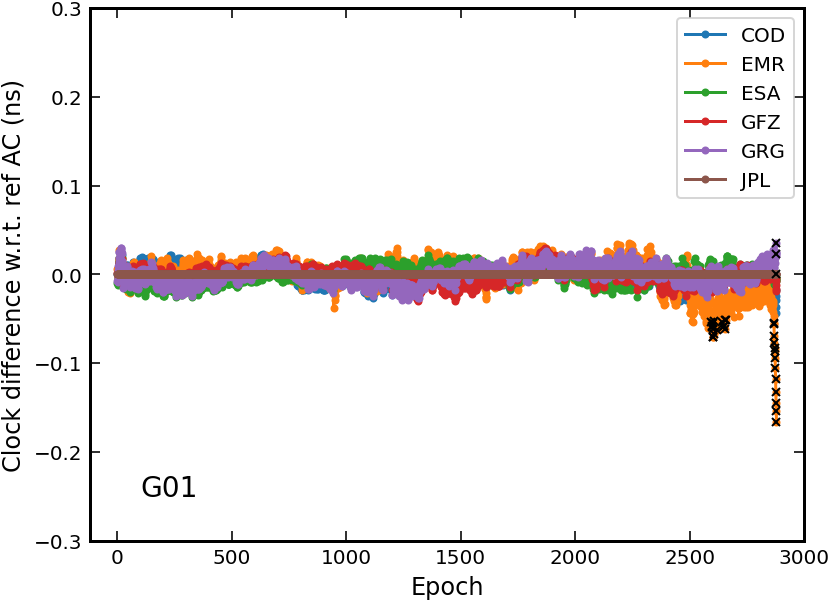 0.3
0.2
0.1
0.0
−0.1
−0.2
−0.3
Clock difference w.r.t. ref AC (ns)
COD
EMR
ESA
GFZ
GRG
JPL
G01
0 500 1000 1500 2000 2500 3000
Epoch